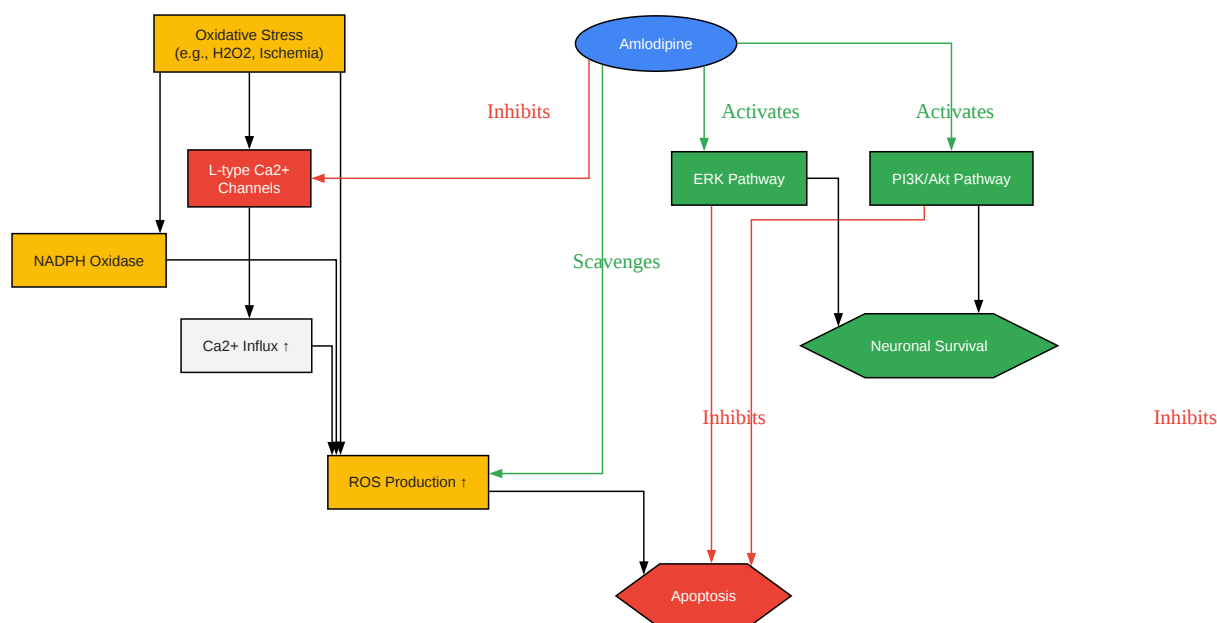 Oxidative Stress
(e.g., H2O2, Ischemia)
Amlodipine
Inhibits
Activates
Activates
L-type Ca2+
Channels
ERK Pathway
PI3K/Akt Pathway
NADPH Oxidase
Scavenges
Ca2+ Influx ↑
Neuronal Survival
Inhibits
Inhibits
ROS Production ↑
Apoptosis